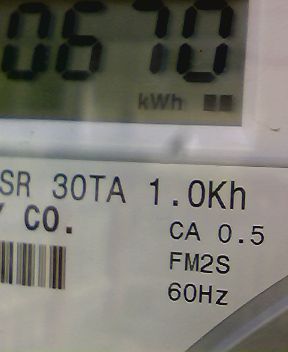 0670
kWh
SR 30TA 1.0Kh
Y CO.
CA 0.5
FM2S
60Hz